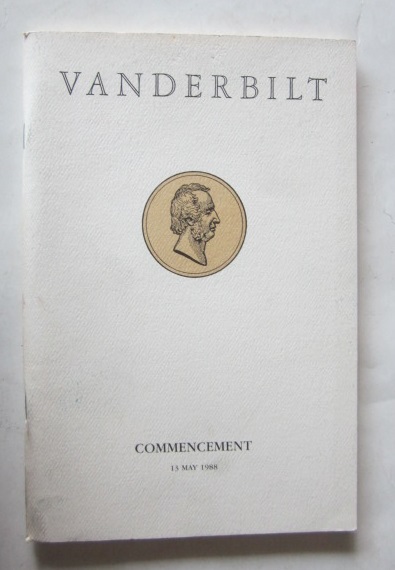 VANDERBILT
COMMENCEMENT
13 MAY 1988